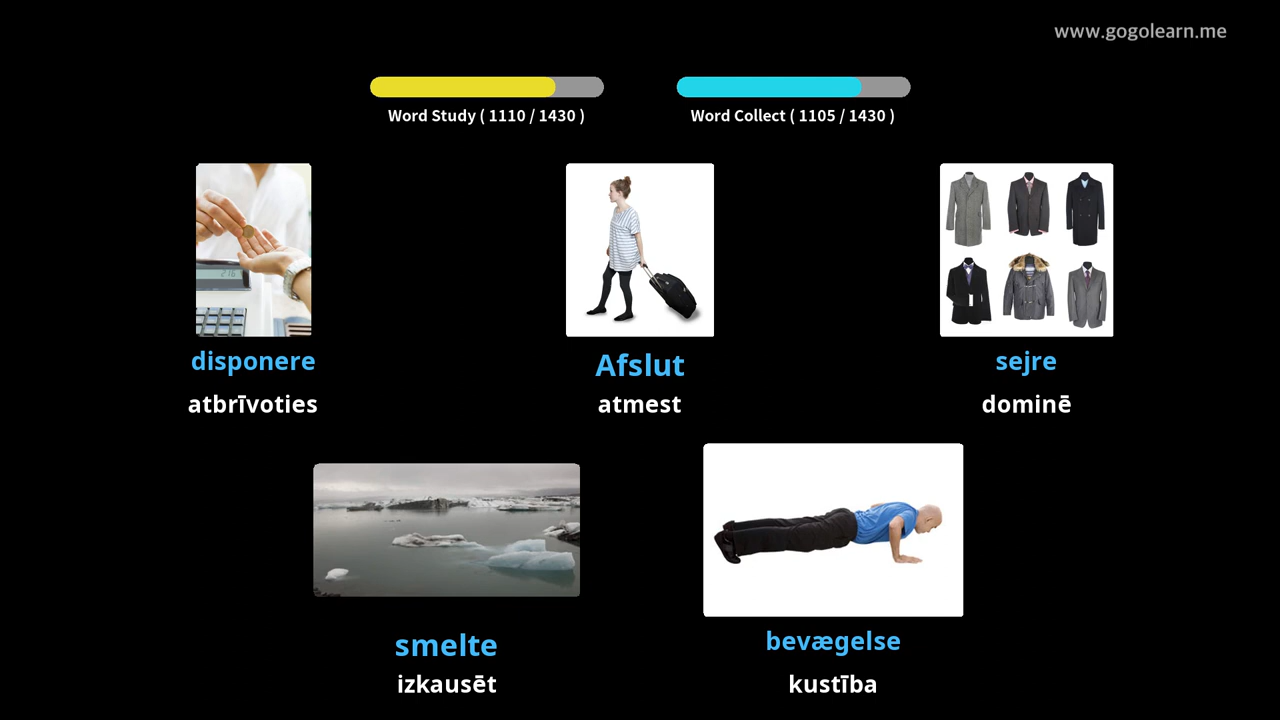 www.gogolearn.me
Word Study ( 1110 / 1430 )
Word Collect ( 1105 / 1430 )
216
disponere
atbrīvoties
Afslut
atmest
sejre
dominē
smelte
izkausēt
bevægelse
kustība